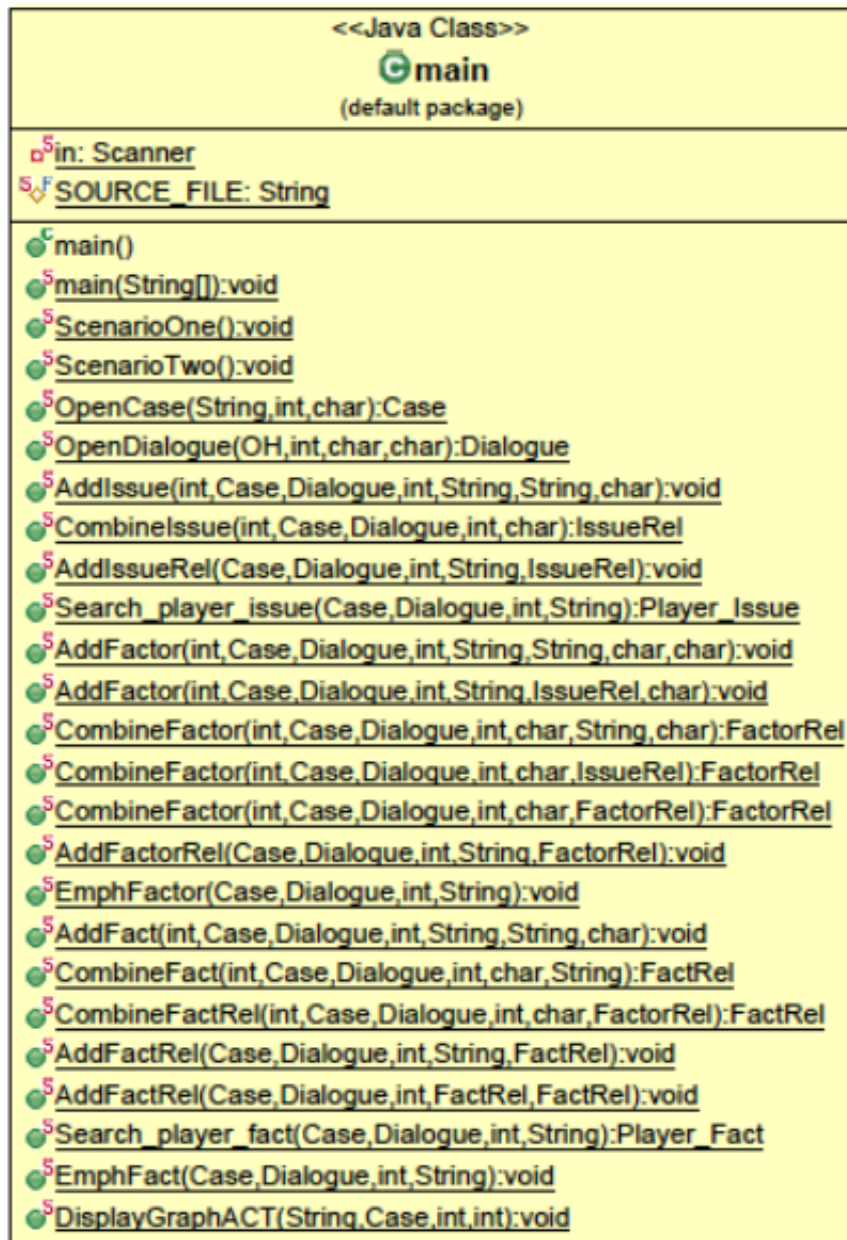 <<Java Class>>
C main
(default package)
S in: Scanner
S F SOURCE_FILE: String
C main()
S main(String[]):void
S ScenarioOne():void
S ScenarioTwo():void
S OpenCase(String,int,char):Case
S OpenDialogue(OH,int,char,char):Dialogue
S AddIssue(int,Case,Dialogue,int,String,String,char):void
S CombineIssue(int,Case,Dialogue,int,char):IssueRel
S AddIssueRel(Case,Dialogue,int,String,IssueRel):void
S Search_player_issue(Case,Dialogue,int,String):Player_Issue
S AddFactor(int,Case,Dialogue,int,String,String,char,char):void
S AddFactor(int,Case,Dialogue,int,String,IssueRel,char):void
S CombineFactor(int,Case,Dialogue,int,char,String,char):FactorRel
S CombineFactor(int,Case,Dialogue,int,char,IssueRel):FactorRel
S CombineFactor(int,Case,Dialogue,int,char,FactorRel):FactorRel
S AddFactorRel(Case,Dialogue,int,String,FactorRel):void
S EmphFactor(Case,Dialogue,int,String):void
S AddFact(int,Case,Dialogue,int,String,String,char):void
S CombineFact(int,Case,Dialogue,int,char,String):FactRel
S CombineFactRel(int,Case,Dialogue,int,char,FactorRel):FactRel
S AddFactRel(Case,Dialogue,int,String,FactRel):void
S AddFactRel(Case,Dialogue,int,FactRel,FactRel):void
S Search_player_fact(Case,Dialogue,int,String):Player_Fact
S EmphFact(Case,Dialogue,int,String):void
S DisplayGraphACT(String,Case,int,int):void